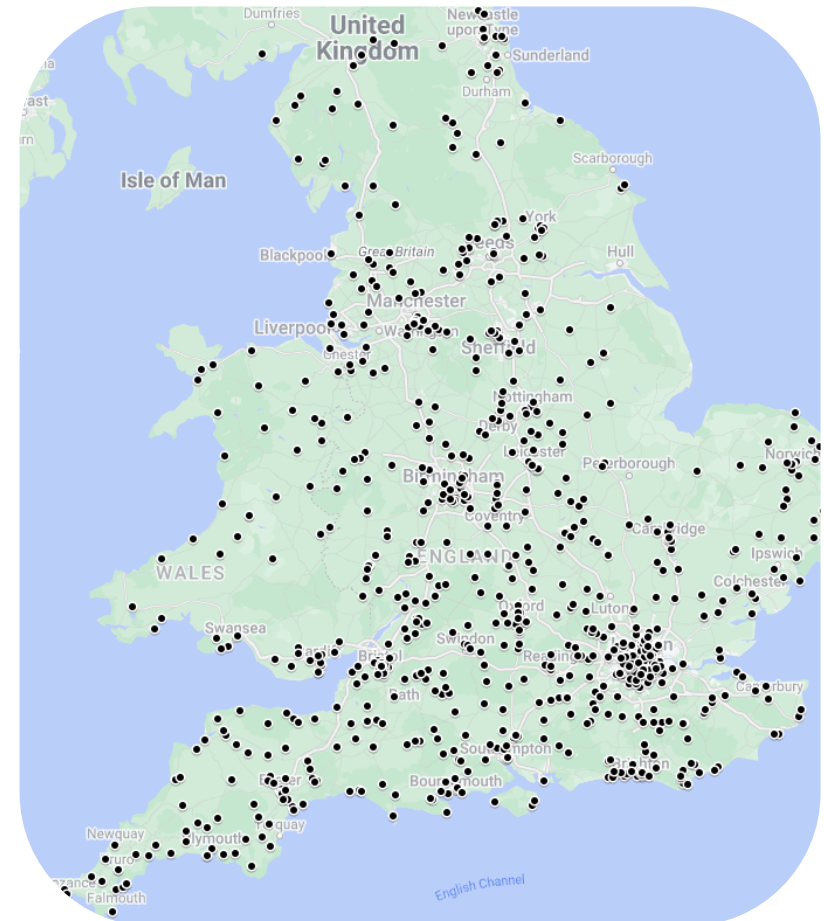 Dumfries
United
Kingdom
Newcastle
upon Tyne
Sunderland
Durham
Isle of Man
Scarborough
York
Leeds
Blackpool
Great Britain
Hull
Manchester
Liverpool
Warrington
Chester
Sheffield
Nottingham
Derby
Norwich
Leicester
Peterborough
Birmingham
Coventry
Cambridge
ENGLAND
Ipswich
WALES
Colchester
Oxford
Luton
Swansea
Swindon
Cardiff
Bristol
Reading
Bath
Canterbury
Southampton
Brighton
Exeter
Bournemouth
Torquay
Newquay
Plymouth
Truro
Falmouth
English Channel